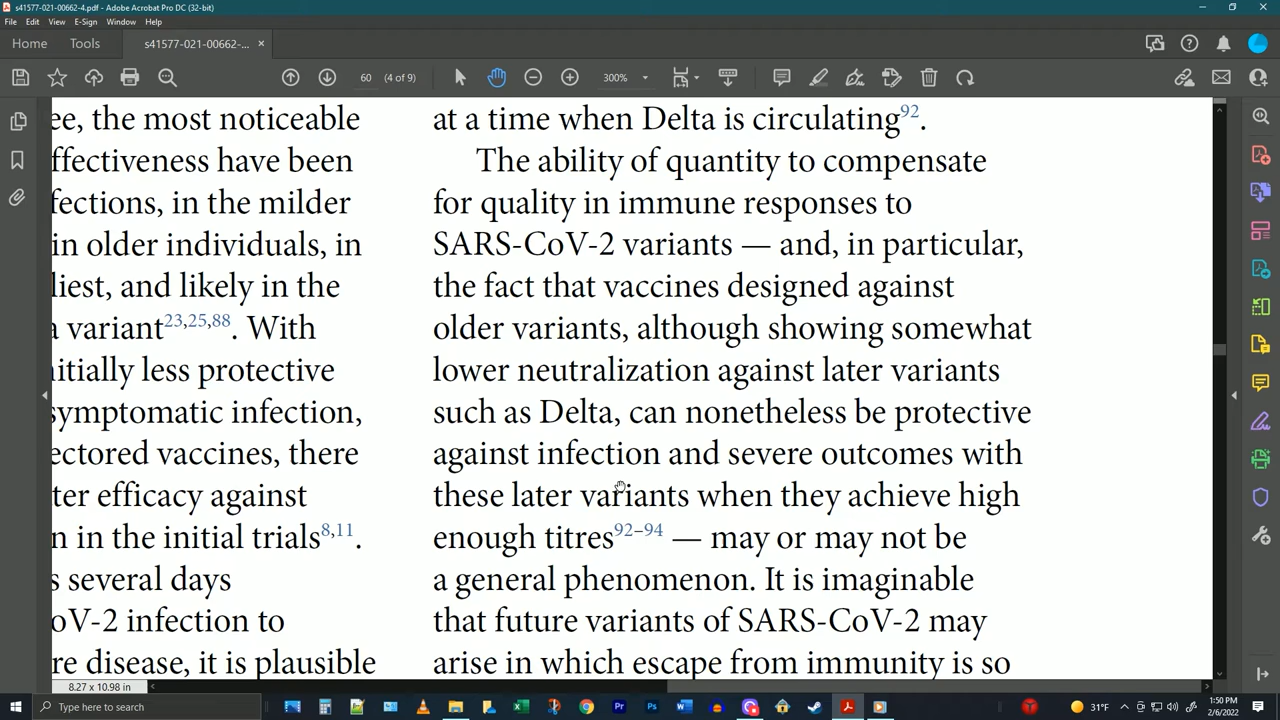 s41577-021-00662-4.pdf - Adobe Acrobat Pro DC (32-bit)
File Edit View E-Sign Window Help
Home Tools s41577-021-00662-... ×
60 (4 of 9) 300%
ee, the most noticeable
ffectiveness have been
fections, in the milder
in older individuals, in
liest, and likely in the
a variant23,25,88. With
nitially less protective
symptomatic infection,
ectored vaccines, there
ter efficacy against
n in the initial trials8,11.
s several days
oV-2 infection to
re disease, it is plausible
at a time when Delta is circulating92.
The ability of quantity to compensate
for quality in immune responses to
SARS-CoV-2 variants — and, in particular,
the fact that vaccines designed against
older variants, although showing somewhat
lower neutralization against later variants
such as Delta, can nonetheless be protective
against infection and severe outcomes with
these later variants when they achieve high
enough titres92–94 — may or may not be
a general phenomenon. It is imaginable
that future variants of SARS-CoV-2 may
arise in which escape from immunity is so
8.27 x 10.98 in
Type here to search
31°F
1:50 PM
2/6/2022